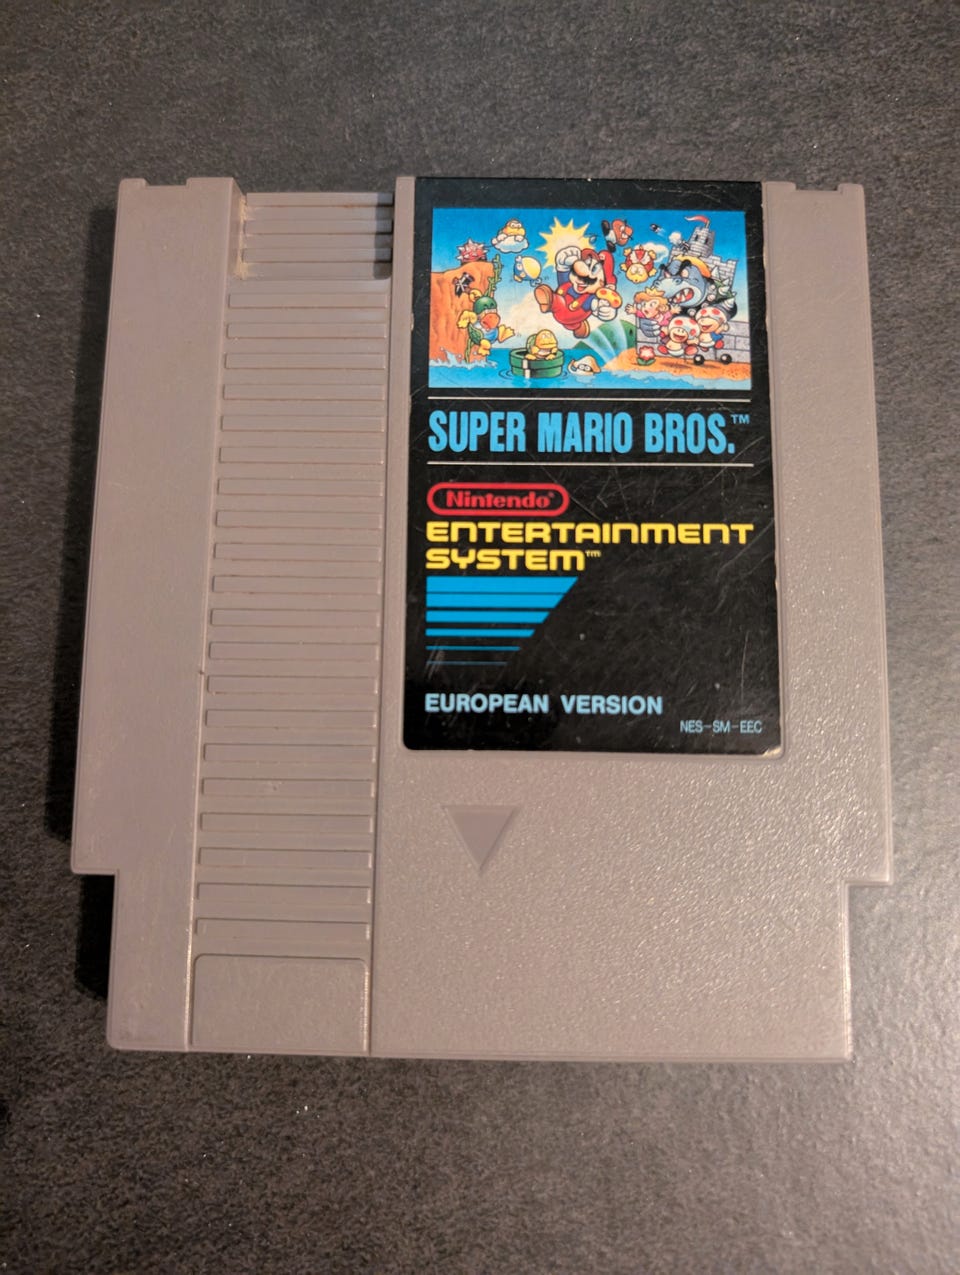 SUPER MARIO BROS.™
Nintendo®
ENTERTAINMENT
SYSTEM™
EUROPEAN VERSION
NES-SM-EEC